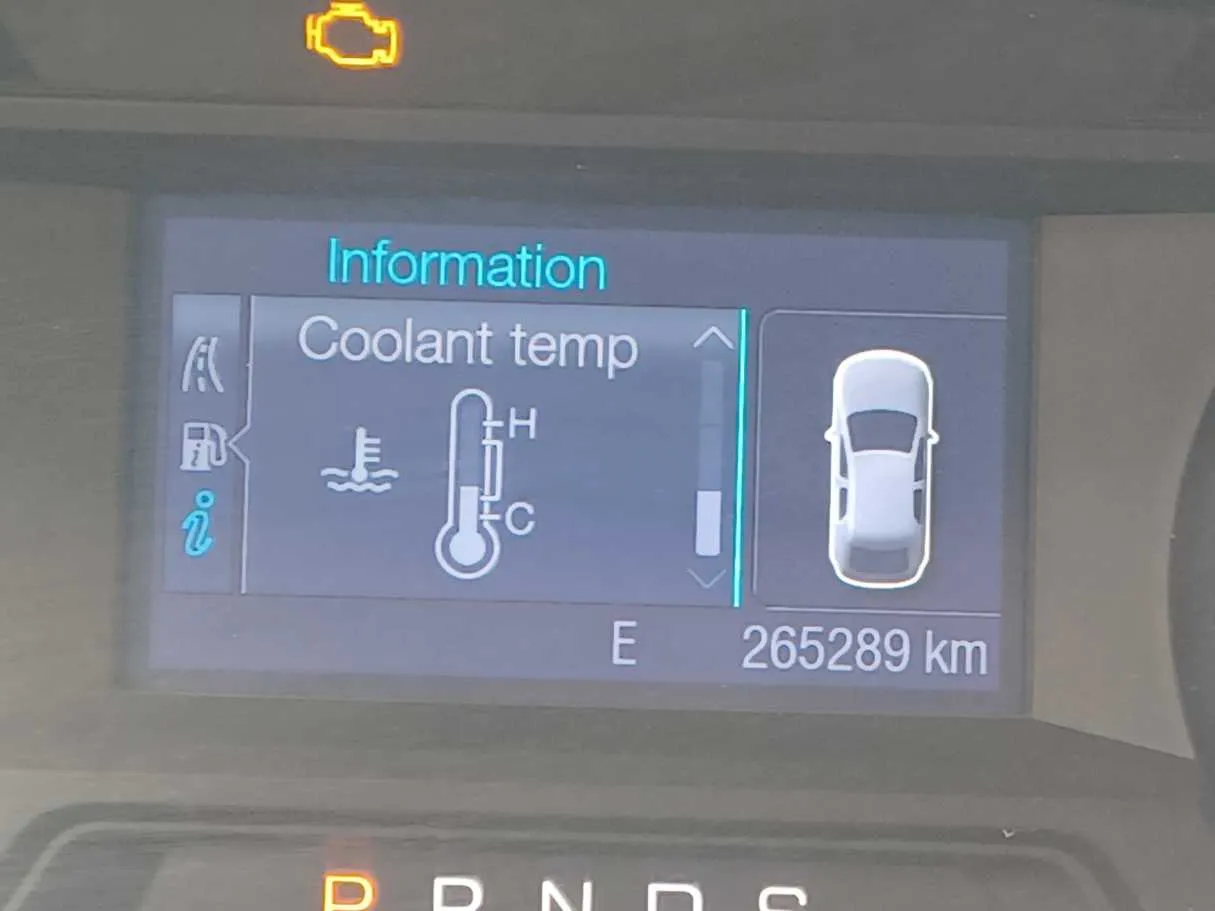 Information
Coolant temp
H
C
E 265289 km
P R N D S